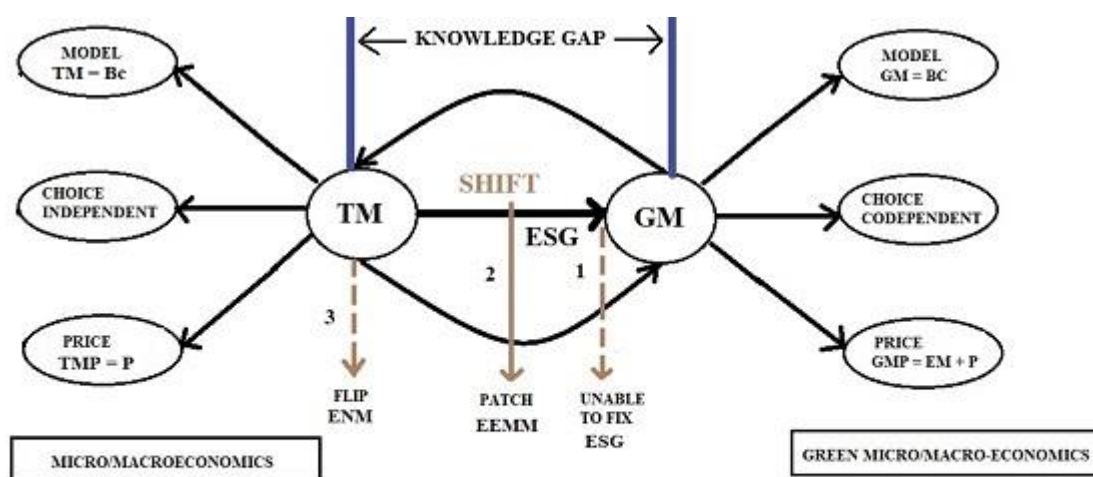 KNOWLEDGE GAP
MODEL
TM = Bc
MODEL
GM = BC
CHOICE
INDEPENDENT
TM
SHIFT
ESG
GM
CHOICE
CODEPENDENT
3
2
1
PRICE
TMP = P
PRICE
GMP = EM + P
FLIP
ENM
PATCH
EEMM
UNABLE
TO FIX
ESG
MICRO/MACROECONOMICS
GREEN MICRO/MACRO-ECONOMICS